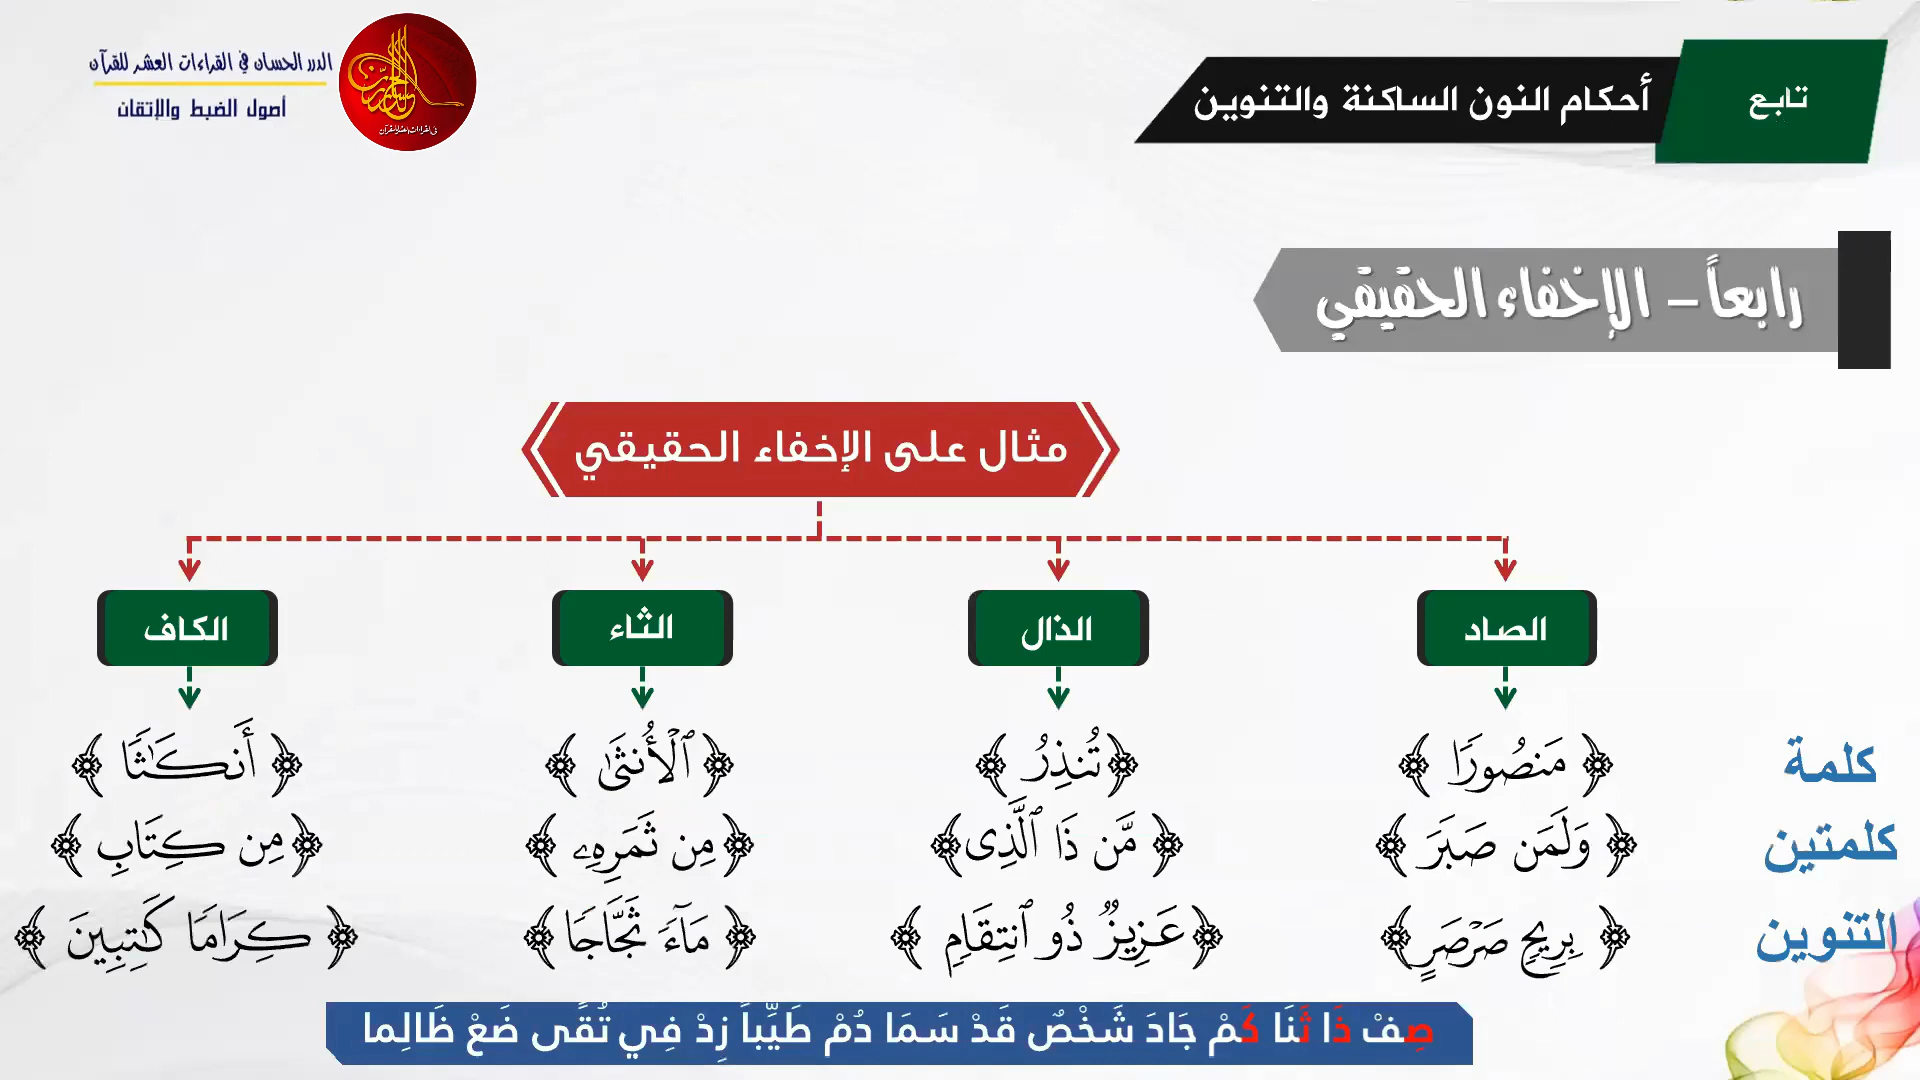 تابع
أحكام النون الساكنة والتنوين
الدرر الحسان في القراءات العشر للقرآن
أصول الضبط والإتقان
رابعاً – الإخفاء الحقيقي
مثال على الإخفاء الحقيقي
الصاد الذال الثاء الكاف
كلمة ﴿ مَنصُورًا ﴾ ﴿ تُنذِرُ ﴾ ﴿ ٱلْأُنثَىٰ ﴾ ﴿ أَنكَـٰثًا ﴾
كلمتين ﴿ وَلَمَن صَبَرَ ﴾ ﴿ مَّن ذَا ٱلَّذِى ﴾ ﴿ مِن ثَمَرِهِۦ ﴾ ﴿ مِن كِتَابٍ ﴾
التنوين ﴿ بِرِيحٍ صَرْصَرٍ ﴾ ﴿ عَزِيزٌ ذُو ٱنتِقَامٍ ﴾ ﴿ مَآءً ثَجَّاجًا ﴾ ﴿ كِرَامًا كَـٰتِبِينَ ﴾
صِفْ ذَا ثَنَا كَمْ جَادَ شَخْصٌ قَدْ سَمَا دُمْ طَيِّباً زِدْ فِي تُقًى ضَعْ ظَالِما